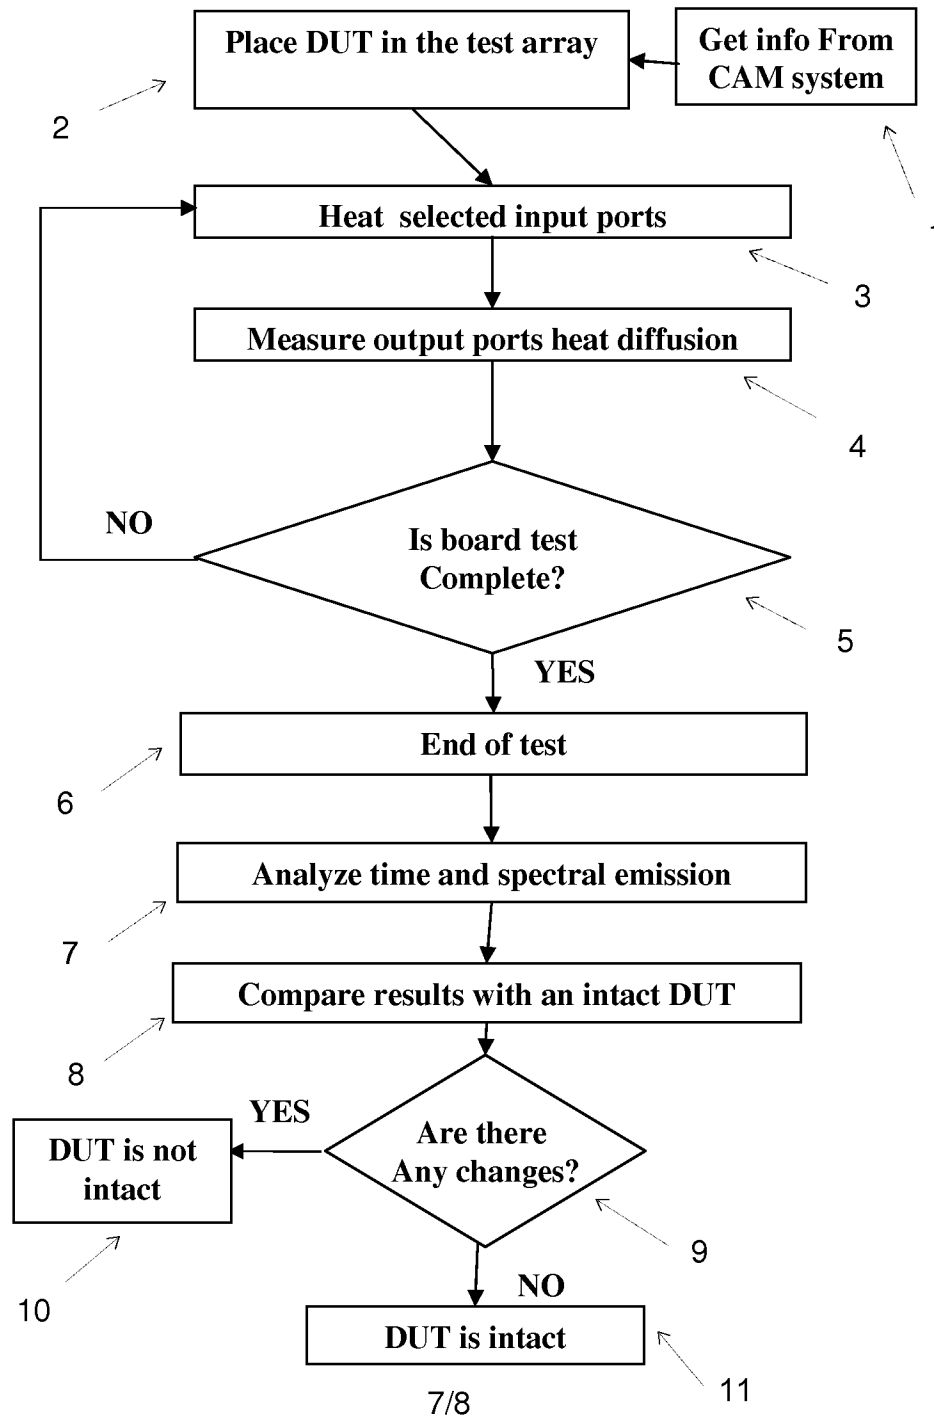 Place DUT in the test array
Get info From
CAM system
2
Heat selected input ports
3
Measure output ports heat diffusion
4
NO
Is board test
Complete?
5
YES
End of test
6
Analyze time and spectral emission
7
Compare results with an intact DUT
8
YES
Are there
Any changes?
DUT is not
intact
9
10
NO
DUT is intact
11
7/8